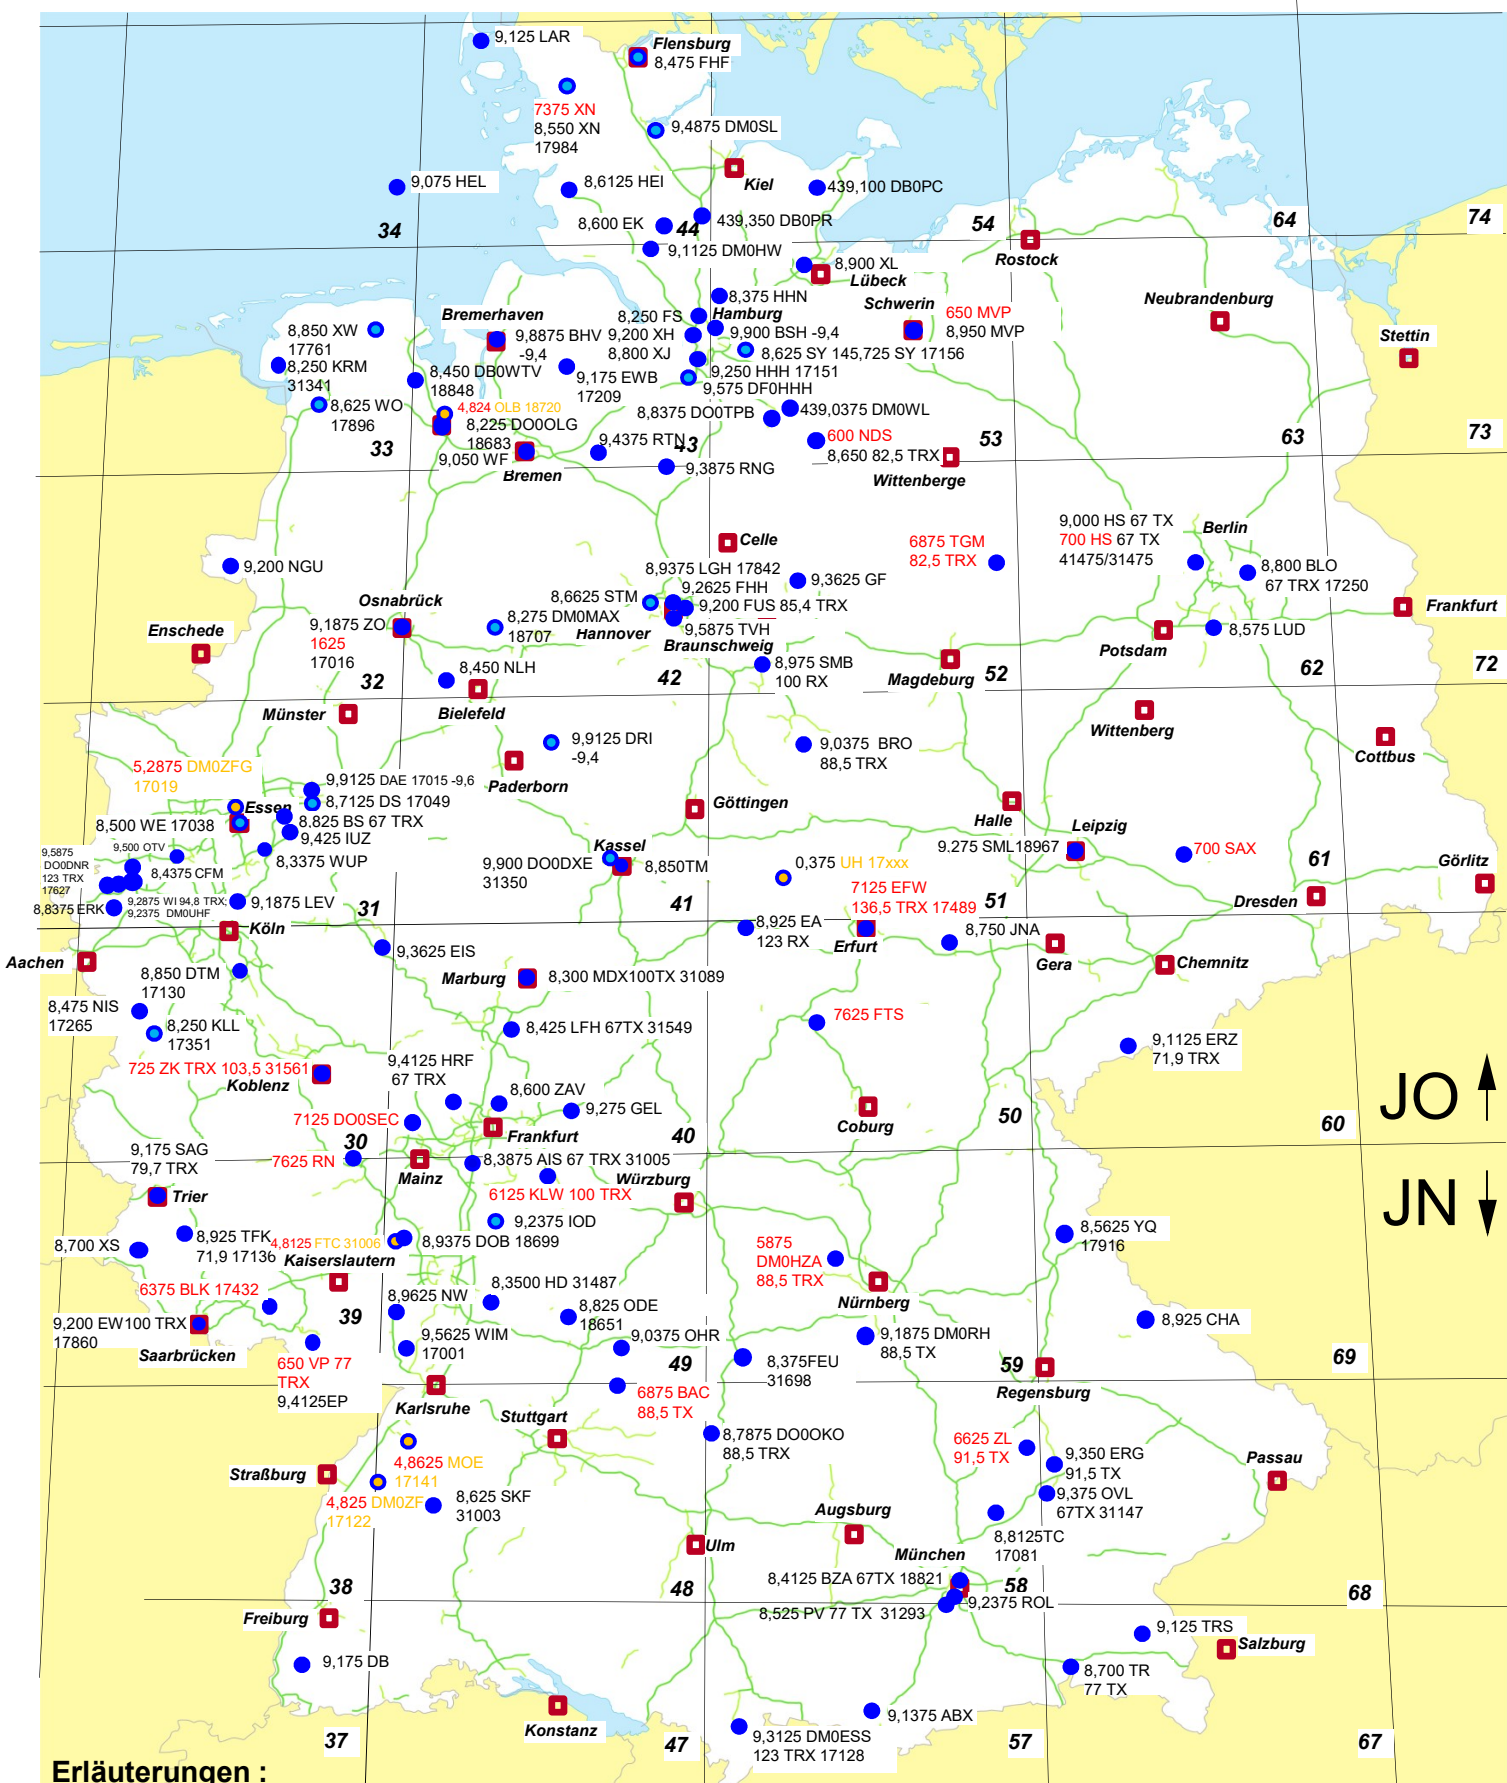 9,125 LAR
Flensburg
8,475 FHF
7375 XN
8,550 XN
17984
9,4875 DM0SL
Kiel
9,075 HEL
8,6125 HEI
439,100 DB0PC
34
8,600 EK
44
439,350 DB0PR
54
64
74
9,1125 DM0HW
Rostock
8,900 XL
Lübeck
8,375 HHN
Schwerin
650 MVP
8,950 MVP
Neubrandenburg
Stettin
Bremerhaven
8,250 FS
Hamburg
8,850 XW
17761
9,8875 BHV
-9,4
9,200 XH
9,900 BSH -9,4
8,800 XJ
8,625 SY 145,725 SY 17156
8,250 KRM
31341
8,450 DB0WTV
18848
9,175 EWB
17209
9,250 HHH 17151
9,575 DF0HHH
8,625 WO
17896
4,824 OLB 18720
8,225 DO0OLG
18683
8,8375 DO0TPB
439,0375 DM0WL
33
9,050 WF
Bremen
9,4375 RTN
43
600 NDS
8,650 82,5 TRX
53
63
73
9,3875 RNG
Wittenberge
Celle
6875 TGM
82,5 TRX
9,000 HS 67 TX
700 HS 67 TX
41475/31475
Berlin
9,200 NGU
8,9375 LGH 17842
9,3625 GF
8,800 BLO
67 TRX 17250
Osnabrück
8,6625 STM
9,2625 FHH
9,200 FUS 85,4 TRX
Frankfurt
Enschede
9,1875 ZO
1625
17016
8,275 DM0MAX
18707
Hannover
9,5875 TVH
Braunschweig
8,575 LUD
Potsdam
32
8,450 NLH
42
8,975 SMB
100 RX
Magdeburg
52
62
72
Münster
Bielefeld
Wittenberg
9,9125 DRI
-9,4
9,0375 BRO
88,5 TRX
Cottbus
5,2875 DM0ZFG
17019
Paderborn
9,9125 DAE 17015 -9,6
8,7125 DS 17049
Essen
Göttingen
Halle
8,500 WE 17038
8,825 BS 67 TRX
9,425 IUZ
Leipzig
9,5875
DO0DNR
123 TRX
17627
9,500 OTV
8,3375 WUP
Kassel
9,900 DO0DXE
31350
8,850TM
9.275 SML18967
700 SAX
61
Görlitz
8,4375 CFM
0,375 UH 17xxx
7125 EFW
136,5 TRX 17489
8,8375 ERK
9,2875 WI 94,8 TRX;
9,2375 DM0UHF
9,1875 LEV
31
41
51
Dresden
Köln
8,925 EA
123 RX
Erfurt
8,750 JNA
Gera
Chemnitz
Aachen
9,3625 EIS
8,850 DTM
17130
Marburg
8,300 MDX100TX 31089
8,475 NIS
17265
8,250 KLL
17351
8,425 LFH 67TX 31549
7625 FTS
9,1125 ERZ
71,9 TRX
725 ZK TRX 103,5 31561
Koblenz
9,4125 HRF
67 TRX
8,600 ZAV
9,275 GEL
JO
7125 DO0SEC
Frankfurt
Coburg
50
60
30
40
9,175 SAG
79,7 TRX
7625 RN
Mainz
8,3875 AIS 67 TRX 31005
Würzburg
Trier
6125 KLW 100 TRX
JN
8,700 XS
8,925 TFK
71,9 17136
4,8125 FTC 31006
9,2375 IOD
8,9375 DOB 18699
5875
DM0HZA
88,5 TRX
8,5625 YQ
17916
Kaiserslautern
6375 BLK 17432
8,3500 HD 31487
Nürnberg
39
8,9625 NW
8,825 ODE
18651
9,200 EW100 TRX
17860
Saarbrücken
9,5625 WIM
17001
9,0375 OHR
9,1875 DM0RH
88,5 TX
8,925 CHA
650 VP 77
TRX
9,4125EP
49
8,375FEU
31698
59
69
Regensburg
Karlsruhe
6875 BAC
88,5 TX
Stuttgart
8,7875 DO0OKO
88,5 TRX
6625 ZL
91,5 TX
9,350 ERG
91,5 TX
Passau
Straßburg
4,8625 MOE
17141
4,825 DM0ZF
17122
8,625 SKF
31003
9,375 OVL
67TX 31147
Augsburg
8,8125TC
17081
Ulm
München
38
48
8,4125 BZA 67TX 18821
58
68
Freiburg
8,525 PV 77 TX 31293
9,2375 ROL
9,125 TRS
Salzburg
9,175 DB
8,700 TR
77 TX
Konstanz
9,1375 ABX
37
47
9,3125 DM0ESS
123 TRX 17128
57
67
Erläuterungen :